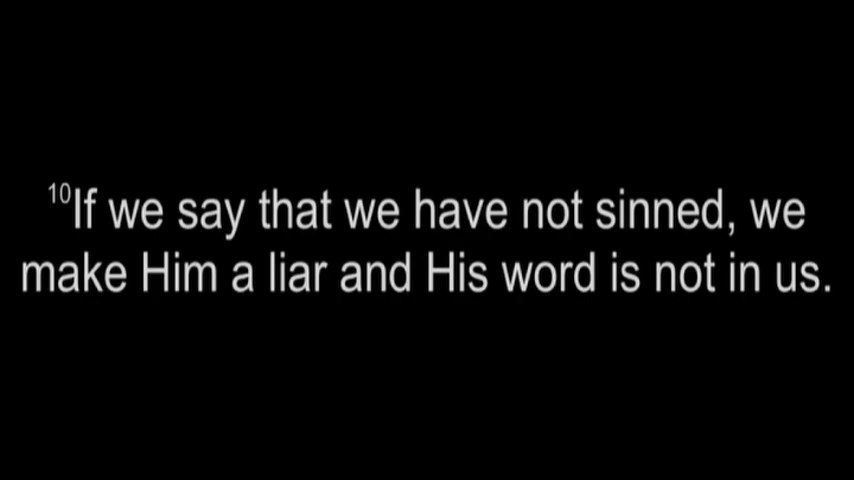 ¹⁰If we say that we have not sinned, we
make Him a liar and His word is not in us.